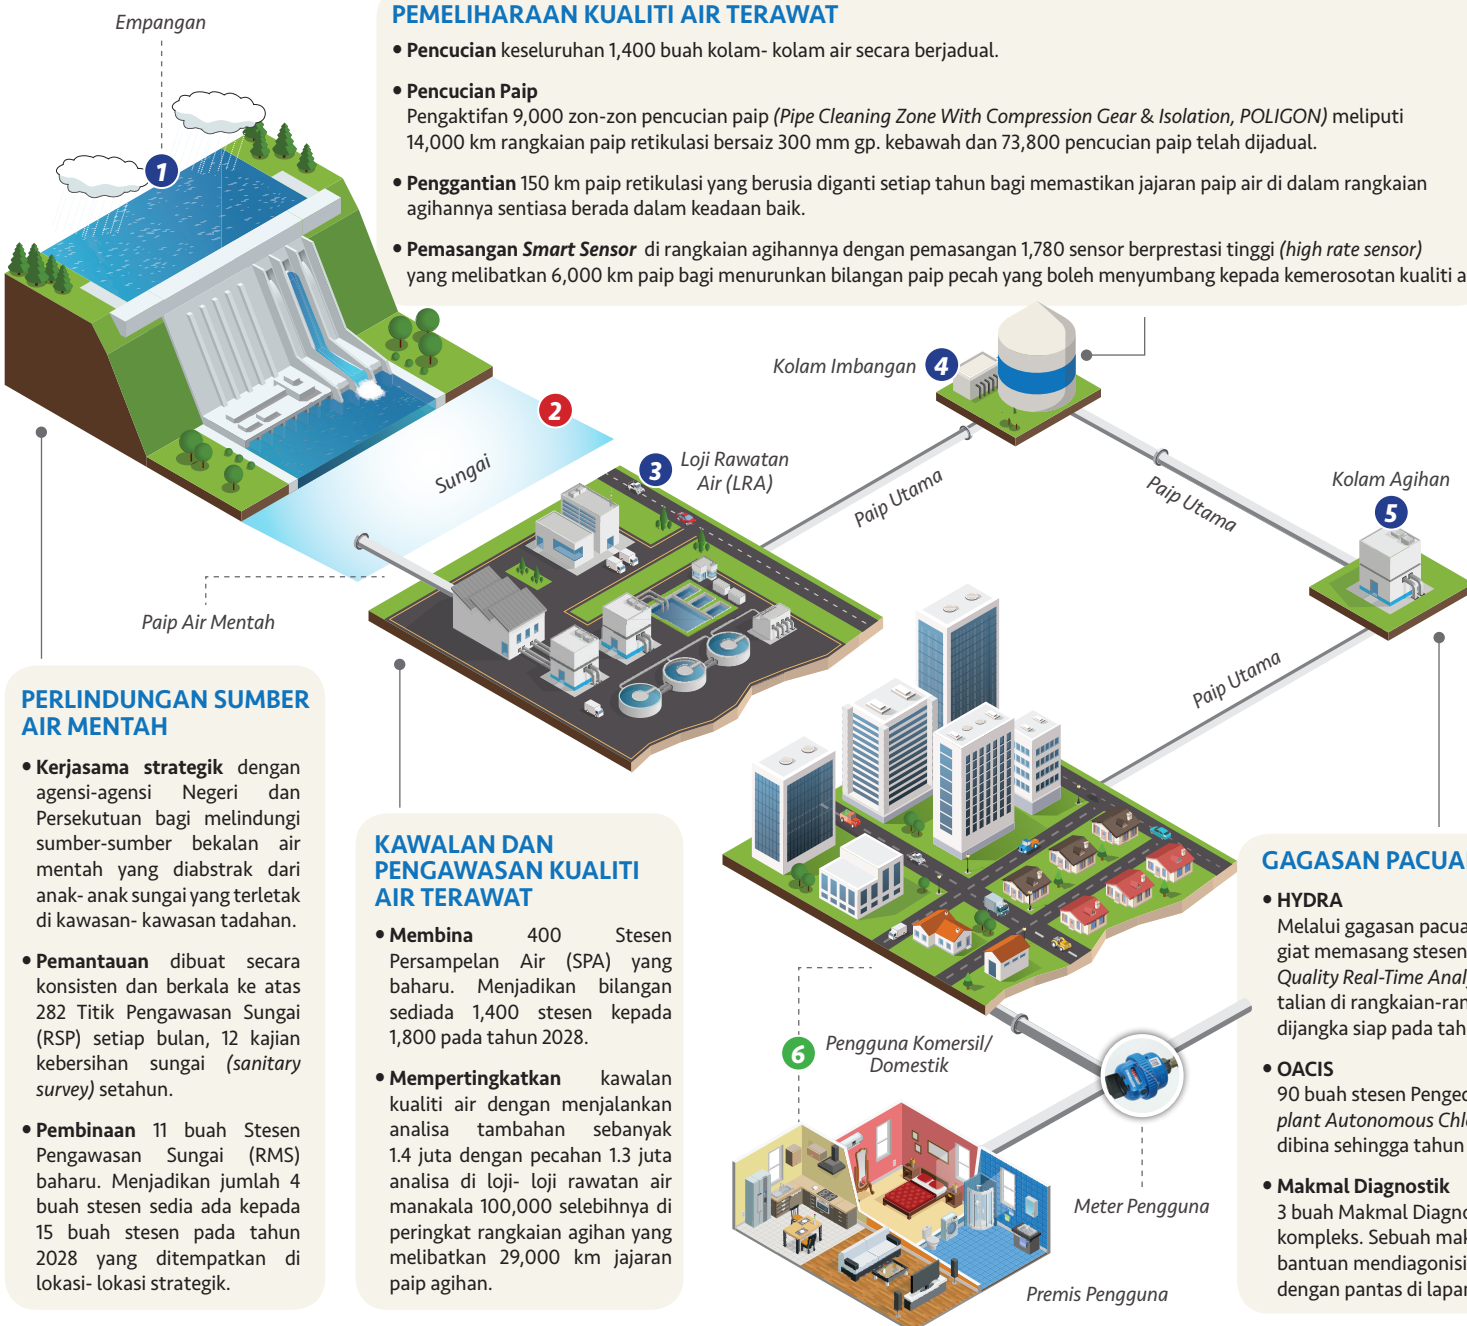 Empangan
PEMELIHARAAN KUALITI AIR TERAWAT
• Pencucian keseluruhan 1,400 buah kolam- kolam air secara berjadual.
• Pencucian Paip
Pengaktifan 9,000 zon-zon pencucian paip (Pipe Cleaning Zone With Compression Gear & Isolation, POLIGON) meliputi
14,000 km rangkaian paip retikulasi bersaiz 300 mm gp. kebawah dan 73,800 pencucian paip telah dijadual.
• Penggantian 150 km paip retikulasi yang berusia diganti setiap tahun bagi memastikan jajaran paip air di dalam rangkaian
agihannya sentiasa berada dalam keadaan baik.
• Pemasangan Smart Sensor di rangkaian agihannya dengan pemasangan 1,780 sensor berprestasi tinggi (high rate sensor)
yang melibatkan 6,000 km paip bagi menurunkan bilangan paip pecah yang boleh menyumbang kepada kemerosotan kualiti a
1
2
Sungai
3
Loji Rawatan
Air (LRA)
Kolam Imbangan
4
Paip Utama
Paip Utama
Kolam Agihan
5
Paip Utama
Paip Air Mentah
PERLINDUNGAN SUMBER
AIR MENTAH
• Kerjasama strategik dengan
agensi-agensi Negeri dan
Persekutuan bagi melindungi
sumber-sumber bekalan air
mentah yang diabstrak dari
anak- anak sungai yang terletak
di kawasan- kawasan tadahan.
• Pemantauan dibuat secara
konsisten dan berkala ke atas
282 Titik Pengawasan Sungai
(RSP) setiap bulan, 12 kajian
kebersihan sungai (sanitary
survey) setahun.
• Pembinaan 11 buah Stesen
Pengawasan Sungai (RMS)
baharu. Menjadikan jumlah 4
buah stesen sedia ada kepada
15 buah stesen pada tahun
2028 yang ditempatkan di
lokasi- lokasi strategik.
KAWALAN DAN
PENGAWASAN KUALITI
AIR TERAWAT
• Membina 400 Stesen
Persampelan Air (SPA) yang
baharu. Menjadikan bilangan
sediada 1,400 stesen kepada
1,800 pada tahun 2028.
• Mempertingkatkan kawalan
kualiti air dengan menjalankan
analisa tambahan sebanyak
1.4 juta dengan pecahan 1.3 juta
analisa di loji- loji rawatan air
manakala 100,000 selebihnya di
peringkat rangkaian agihan yang
melibatkan 29,000 km jajaran
paip agihan.
6
Pengguna Komersil/
Domestik
Meter Pengguna
Premis Pengguna
GAGASAN PACUA
• HYDRA
Melalui gagasan pacua
giat memasang stesen
Quality Real-Time Anal
talian di rangkaian-ran
dijangka siap pada tah
• OACIS
90 buah stesen Pengec
plant Autonomous Chl
dibina sehingga tahun
• Makmal Diagnostik
3 buah Makmal Diagno
kompleks. Sebuah mak
bantuan mendiagonisi
dengan pantas di lapan